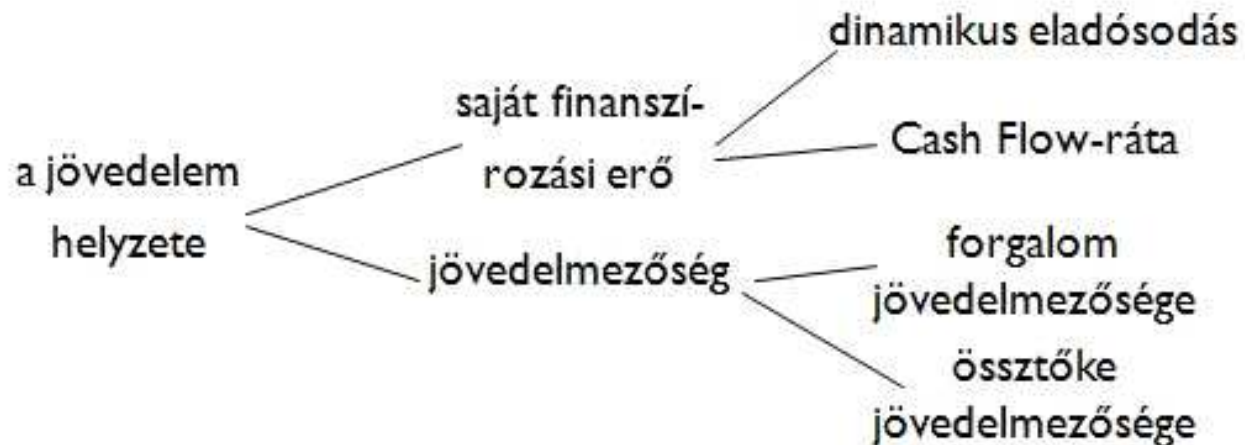 a jövedelem
helyzete
saját finanszí-
rozási erő
jövedelmezőség
dinamikus eladósodás
Cash Flow-ráta
forgalom
jövedelmezősége
össztőke
jövedelmezősége